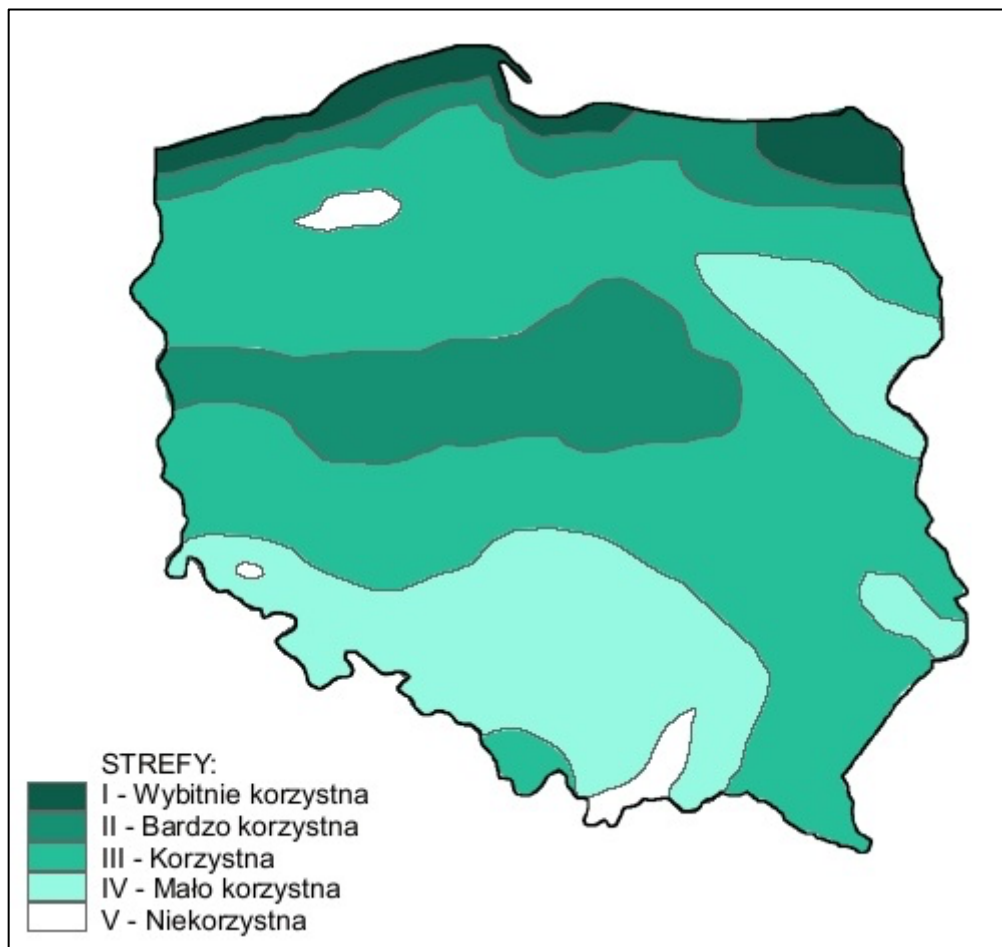 STREFY:
I - Wybitnie korzystna
II - Bardzo korzystna
III - Korzystna
IV - Mało korzystna
V - Niekorzystna